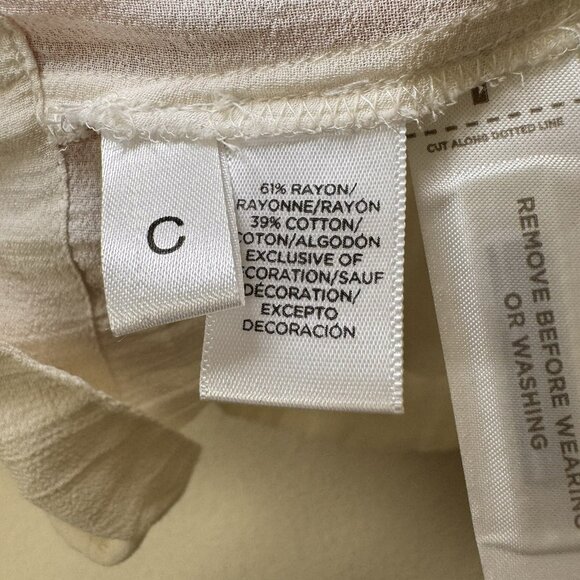 C
61% RAYON/
RAYONNE/RAYÓN
39% COTTON/
COTON/ALGODÓN
EXCLUSIVE OF
DECORATION/SAUF
DÉCORATION/
EXCEPTO
DECORACIÓN
CUT ALONG DOTTED LINE
REMOVE BEFORE WEARING
OR WASHING